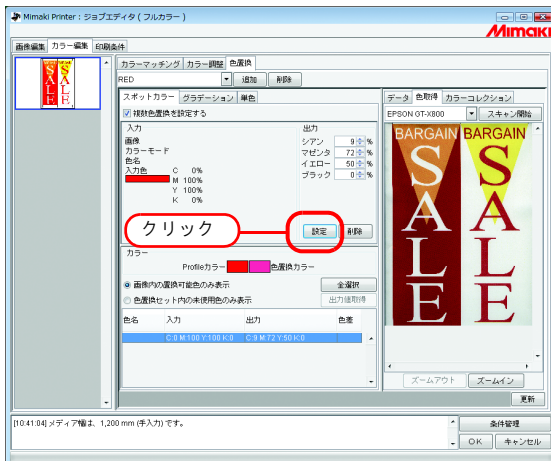 Mimaki Printer : ジョブエディタ ( フルカラー )
Mimaki
画像編集 カラー編集 印刷条件
SALE SALE
カラーマッチング カラー調整 色置換
RED 追加 削除
スポットカラー グラデーション 単色
複数色置換を設定する
入力
画像
カラーモード
色名
入力色 C 0%
M 100%
Y 100%
K 0%
出力
シアン 9 %
マゼンタ 72 %
イエロー 50 %
ブラック 0 %
クリック
設定 削除
カラー
Profileカラー 色置換カラー
画像内の置換可能色のみ表示 全選択
色置換セット内の未使用色のみ表示 出力値取得
色名 入力 出力 色差
C:0 M:100 Y:100 K:0 C:9 M:72 Y:50 K:0
データ 色取得 カラーコレクション
EPSON GT-X800 スキャン開始
BARGAIN BARGAIN
SALE SALE
ズームアウト ズームイン
更新
[10:41:04] メディア幅は、1,200 mm (手入力) です。
条件管理
OK キャンセル